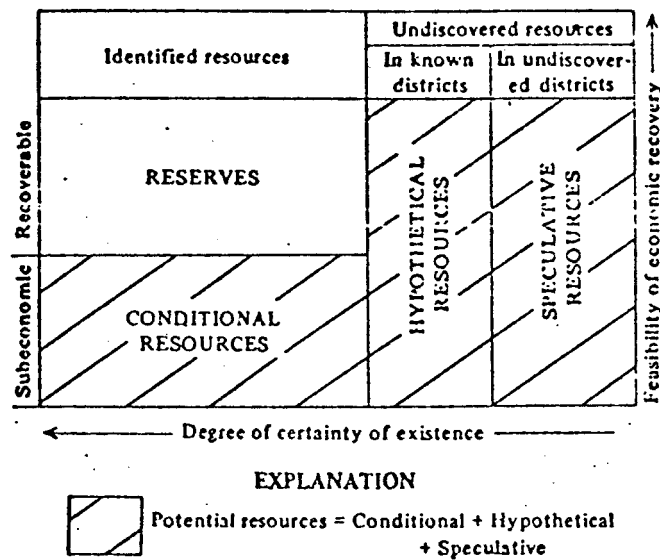 Identified resources
Undiscovered resources
In known
districts
In undiscover-
ed districts
Recoverable
RESERVES
Subeconomic
CONDITIONAL
RESOURCES
HYPOTHETICAL
RESOURCES
SPECULATIVE
RESOURCES
Feasibility of economic recovery
Degree of certainty of existence
EXPLANATION
Potential resources = Conditional + Hypothetical
+ Speculative